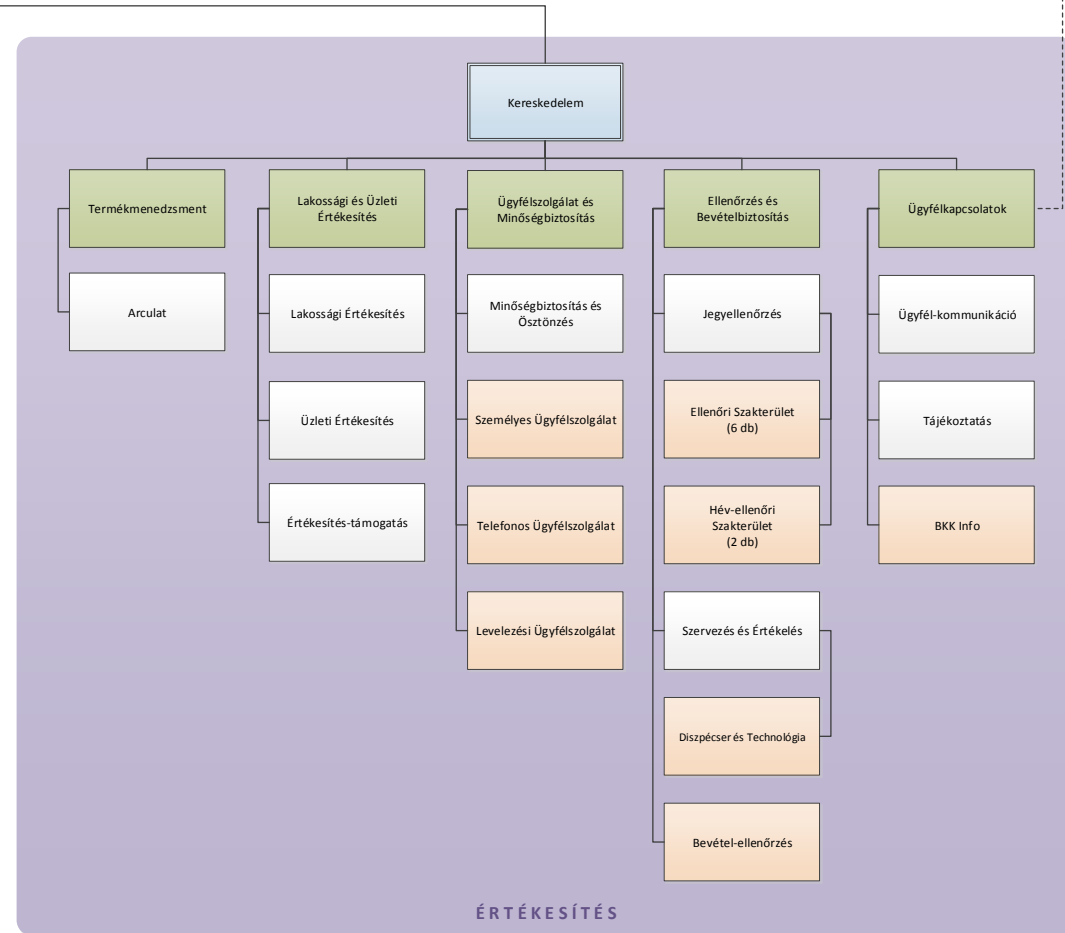 Kereskedelem
Termékmenedzsment
Arculat
Lakossági és Üzleti
Értékesítés
Lakossági Értékesítés
Üzleti Értékesítés
Értékesítés-támogatás
Ügyfélszolgálat és
Minőségbiztosítás
Minőségbiztosítás és
Ösztönzés
Személyes Ügyfélszolgálat
Telefonos Ügyfélszolgálat
Levelezési Ügyfélszolgálat
Ellenőrzés és
Bevételbiztosítás
Jegyellenőrzés
Ellenőri Szakterület
(6 db)
Hév-ellenőri
Szakterület
(2 db)
Szervezés és Értékelés
Diszpécser és Technológia
Bevétel-ellenőrzés
Ügyfélkapcsolatok
Ügyfél-kommunikáció
Tájékoztatás
BKK Info
ÉRTÉKESÍTÉS